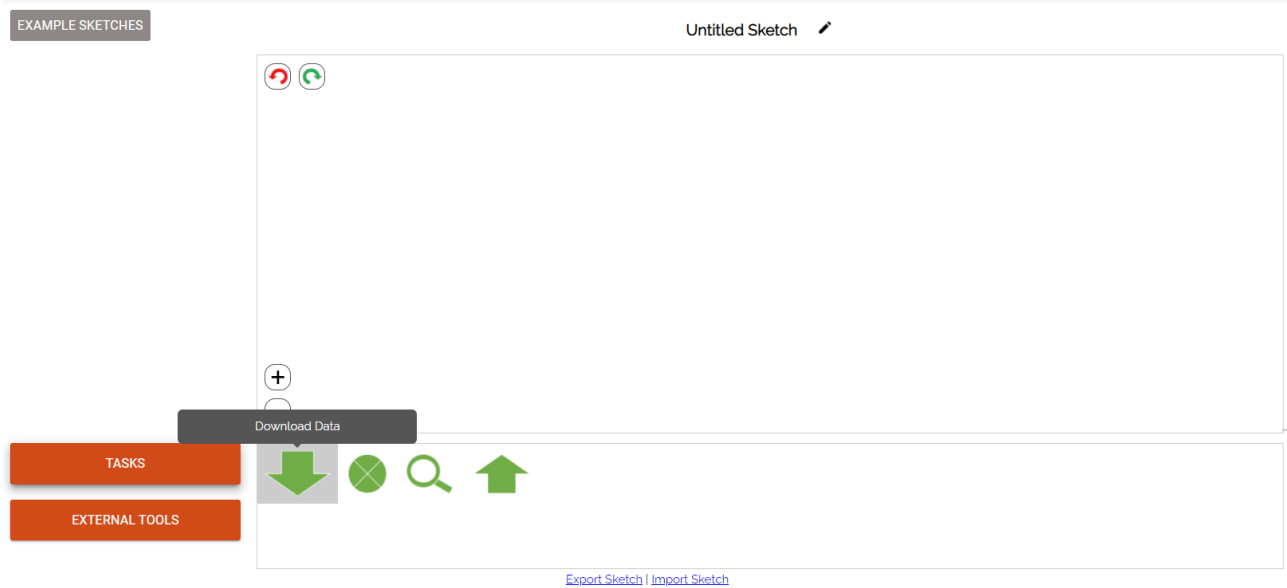 EXAMPLE SKETCHES
Untitled Sketch
Download Data
TASKS
EXTERNAL TOOLS
Export Sketch | Import Sketch